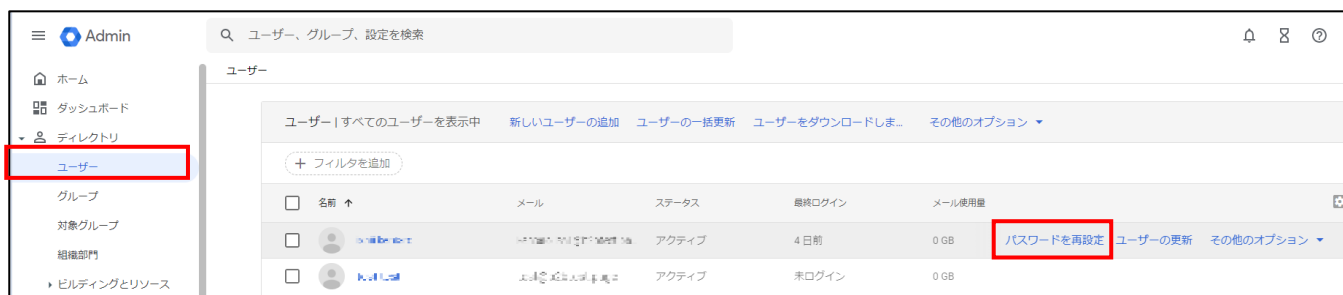 Admin
ユーザー、グループ、設定を検索
ホーム
ダッシュボード
ディレクトリ
ユーザー
グループ
対象グループ
組織部門
ビルディングとリソース
ユーザー
ユーザー | すべてのユーザーを表示中 新しいユーザーの追加 ユーザーの一括更新 ユーザーをダウンロードしま... その他のオプション
+ フィルタを追加
名前 メール ステータス 最終ログイン メール使用量
アクティブ 4 日前 0 GB パスワードを再設定 ユーザーの更新 その他のオプション
アクティブ 未ログイン 0 GB